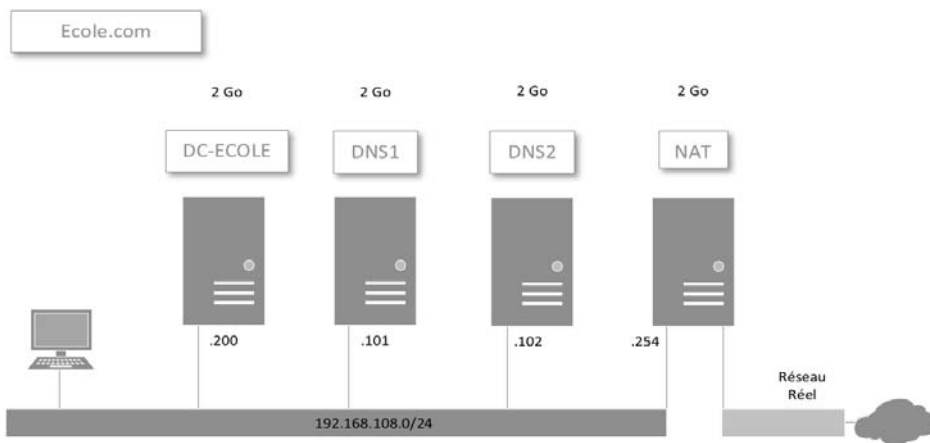 Ecole.com
2 Go
2 Go
2 Go
2 Go
DC-ECOLE
DNS1
DNS2
NAT
.200
.101
.102
.254
Réseau
Réel
192.168.108.0/24